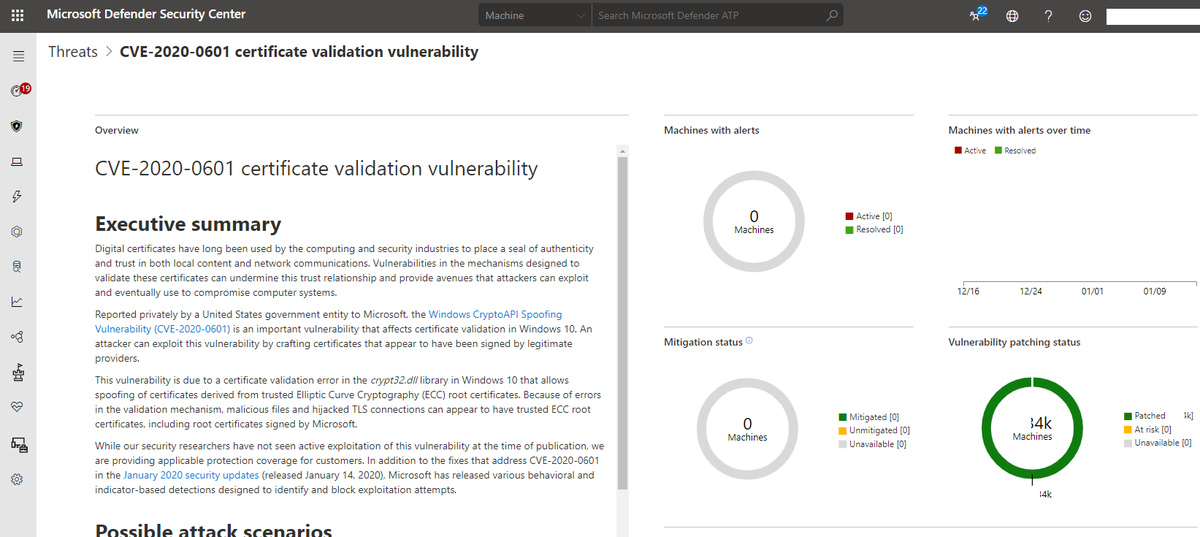 Microsoft Defender Security Center
Machine
Search Microsoft Defender ATP
22
?
Threats > CVE-2020-0601 certificate validation vulnerability
19
Overview
CVE-2020-0601 certificate validation vulnerability
Executive summary
Digital certificates have long been used by the computing and security industries to place a seal of authenticity
and trust in both local content and network communications. Vulnerabilities in the mechanisms designed to
validate these certificates can undermine this trust relationship and provide avenues that attackers can exploit
and eventually use to compromise computer systems.
Reported privately by a United States government entity to Microsoft, the Windows CryptoAPI Spoofing
Vulnerability (CVE-2020-0601) is an important vulnerability that affects certificate validation in Windows 10. An
attacker can exploit this vulnerability by crafting certificates that appear to have been signed by legitimate
providers.
This vulnerability is due to a certificate validation error in the crypt32.dll library in Windows 10 that allows
spoofing of certificates derived from trusted Elliptic Curve Cryptography (ECC) root certificates. Because of errors
in the validation mechanism, malicious files and hijacked TLS connections can appear to have trusted ECC root
certificates, including root certificates signed by Microsoft.
While our security researchers have not seen active exploitation of this vulnerability at the time of publication, we
are providing applicable protection coverage for customers. In addition to the fixes that address CVE-2020-0601
in the January 2020 security updates (released January 14, 2020), Microsoft has released various behavioral and
indicator-based detections designed to identify and block exploitation attempts.
Possible attack scenarios
Machines with alerts
0
Machines
Active [0]
Resolved [0]
Machines with alerts over time
Active
Resolved
12/16
12/24
01/01
01/09
Mitigation status
0
Machines
Mitigated [0]
Unmitigated [0]
Unavailable [0]
Vulnerability patching status
Machines
Patched
At risk [0]
Unavailable [0]